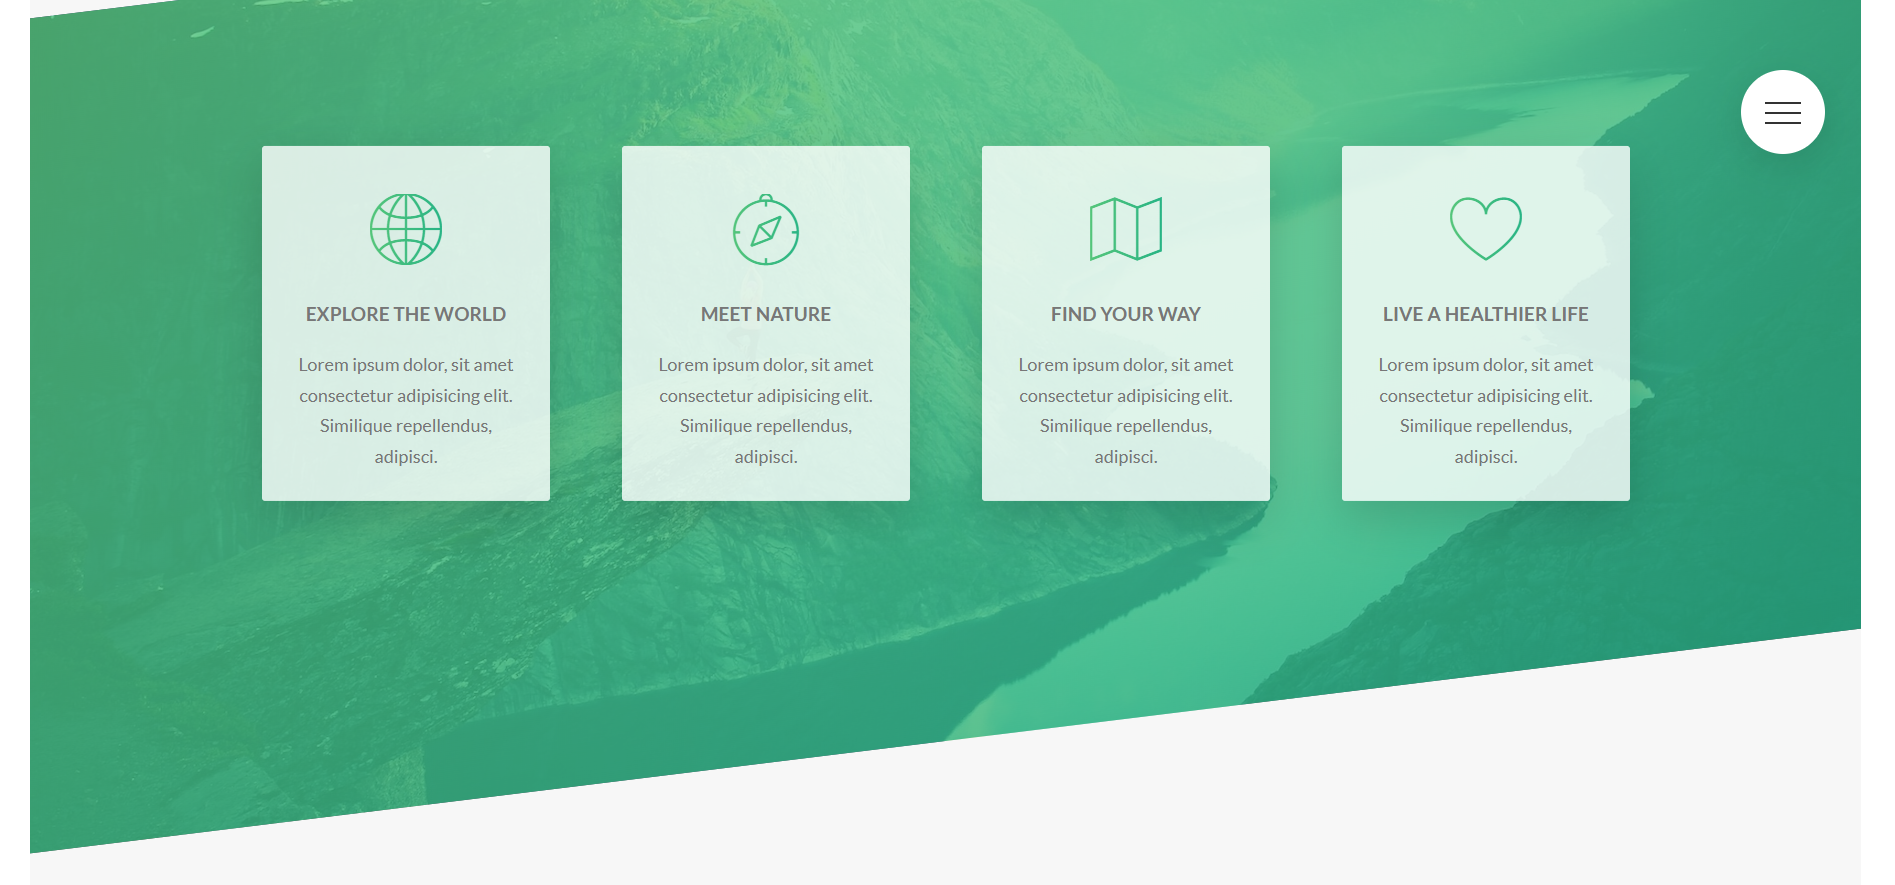 EXPLORE THE WORLD
Lorem ipsum dolor, sit amet
consectetur adipisicing elit.
Similique repellendus,
adipisci.
MEET NATURE
Lorem ipsum dolor, sit amet
consectetur adipisicing elit.
Similique repellendus,
adipisci.
FIND YOUR WAY
Lorem ipsum dolor, sit amet
consectetur adipisicing elit.
Similique repellendus,
adipisci.
LIVE A HEALTHIER LIFE
Lorem ipsum dolor, sit amet
consectetur adipisicing elit.
Similique repellendus,
adipisci.